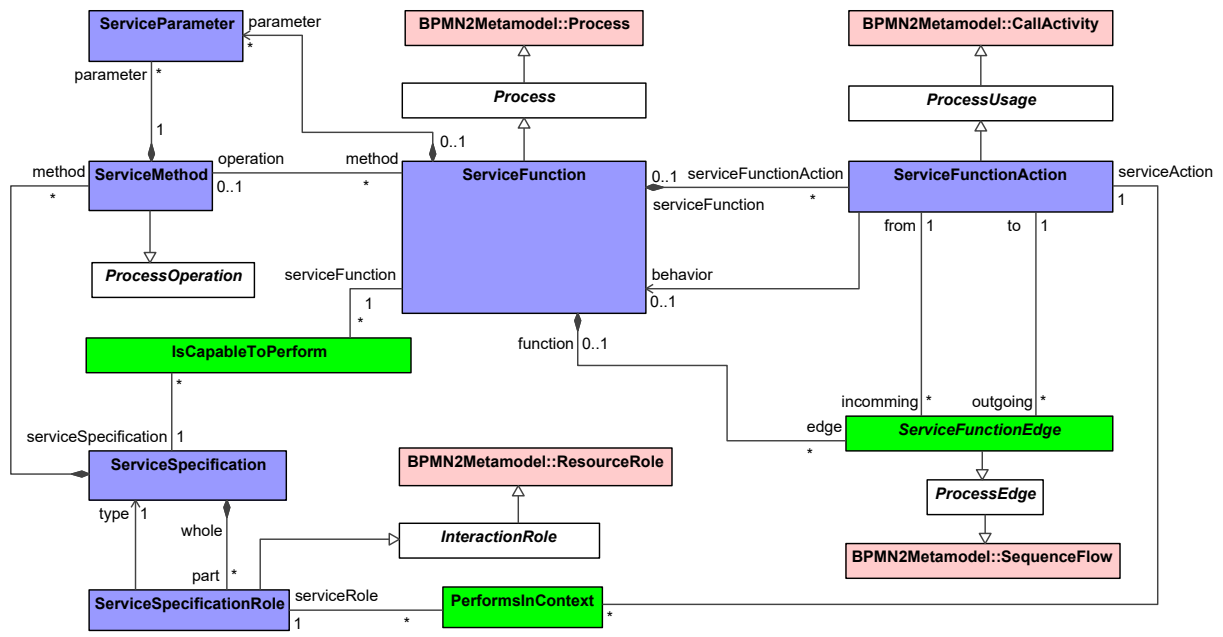 ServiceParameter
parameter
*
BPMN2Metamodel::Process
BPMN2Metamodel::CallActivity
parameter
*
Process
ProcessUsage
1
0..1
method
*
ServiceMethod
operation
0..1
method
*
ServiceFunction
0..1
serviceFunctionAction
serviceFunction
*
ServiceFunctionAction
serviceAction
1
from
1
to
1
ProcessOperation
serviceFunction
1
*
behavior
0..1
IsCapableToPerform
function
0..1
*
incomming
*
outgoing
*
serviceSpecification
1
edge
*
ServiceFunctionEdge
ServiceSpecification
BPMN2Metamodel::ResourceRole
type
1
whole
ProcessEdge
InteractionRole
BPMN2Metamodel::SequenceFlow
part
*
ServiceSpecificationRole
serviceRole
1
*
PerformsInContext
*